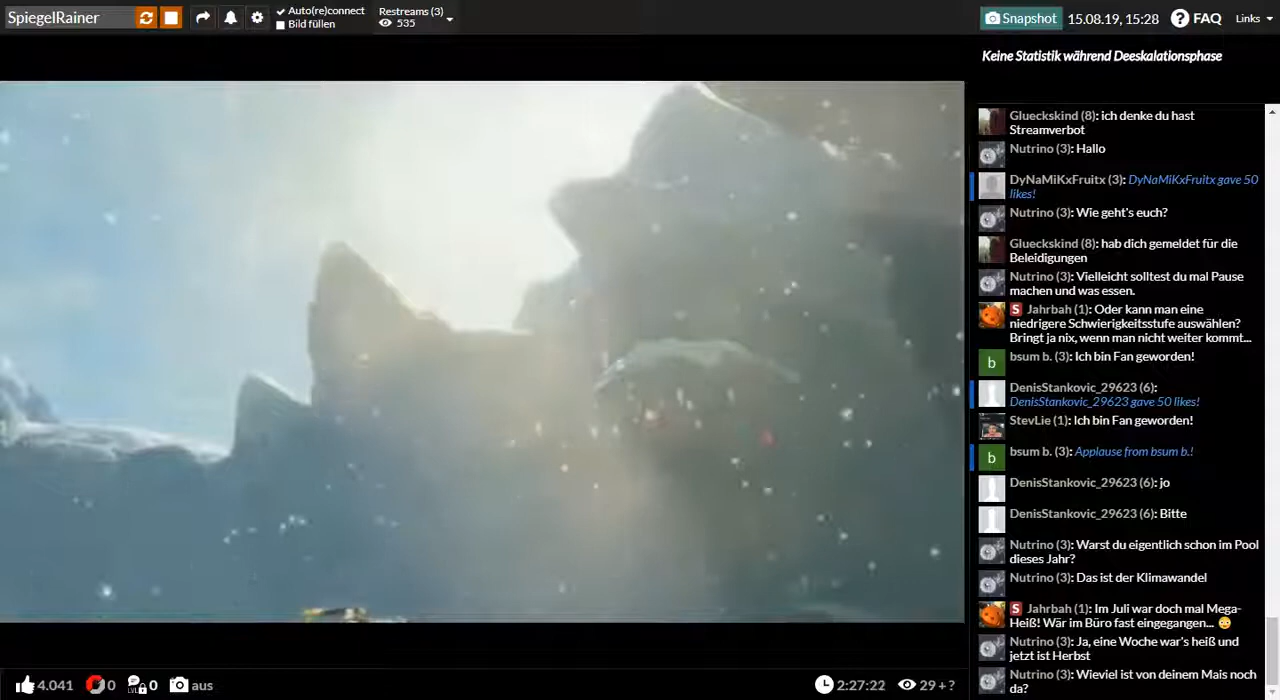 SpiegelRainer
Auto(re)connect
Bild füllen
Restreams (3)
535
Snapshot
15.08.19, 15:28
? FAQ
Links
Keine Statistik während Deeskalationsphase
Glueckskind (8): ich denke du hast
Streamverbot
Nutrino (3): Hallo
DyNaMiKxFruitx (3): DyNaMiKxFruitx gave 50
likes!
Nutrino (3): Wie geht's euch?
Glueckskind (8): hab dich gemeldet für die
Beleidigungen
Nutrino (3): Vielleicht solltest du mal Pause
machen und was essen.
S Jahrbah (1): Oder kann man eine
niedrigere Schwierigkeitsstufe auswählen?
Bringt ja nix, wenn man nicht weiter kommt...
b bsum b. (3): Ich bin Fan geworden!
DenisStankovic_29623 (6):
DenisStankovic_29623 gave 50 likes!
StevLie (1): Ich bin Fan geworden!
b bsum b. (3): Applause from bsum b.!
DenisStankovic_29623 (6): jo
DenisStankovic_29623 (6): Bitte
Nutrino (3): Warst du eigentlich schon im Pool
dieses Jahr?
Nutrino (3): Das ist der Klimawandel
S Jahrbah (1): Im Juli war doch mal Mega-
Heiß! Wär im Büro fast eingegangen... 😳
Nutrino (3): Ja, eine Woche war's heiß und
jetzt ist Herbst
Nutrino (3): Wieviel ist von deinem Mais noch
da?
4.041
0
LVL
0
aus
2:27:22
29 + ?